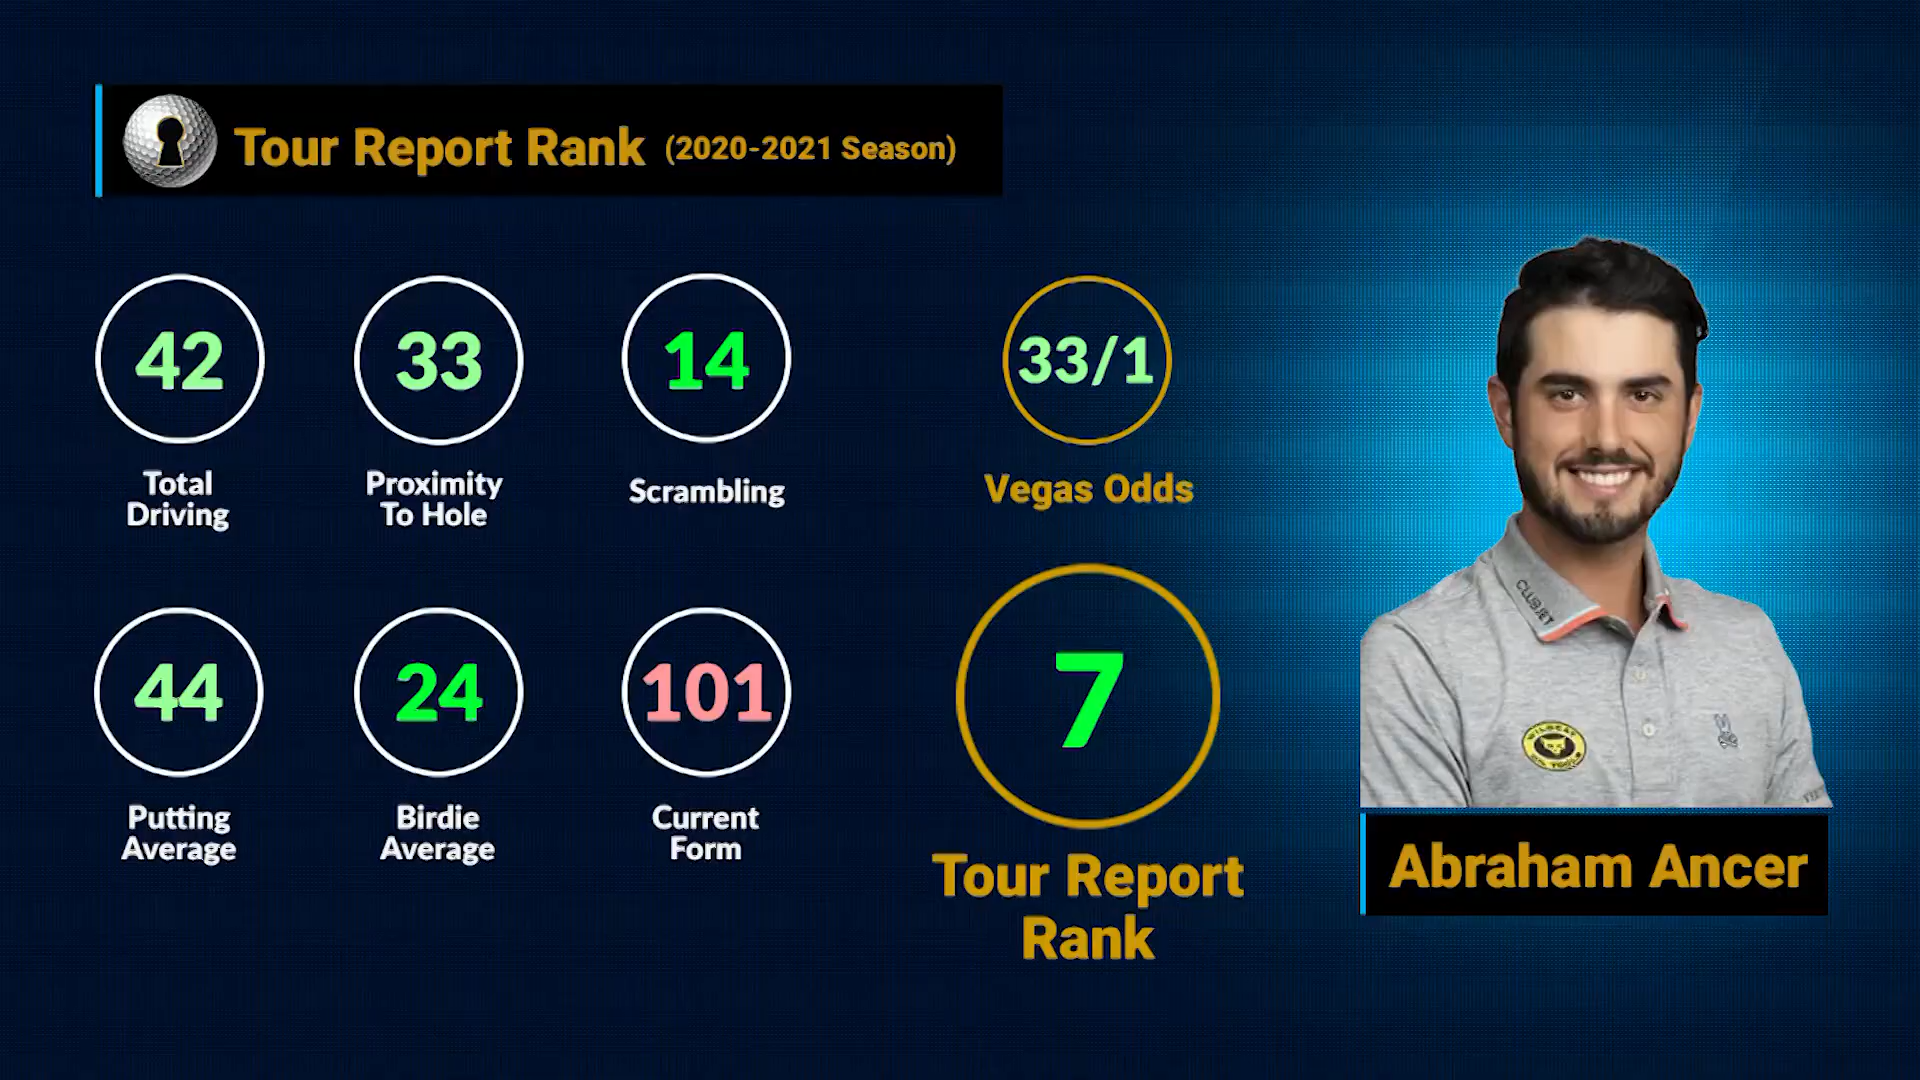 Tour Report Rank (2020-2021 Season)
42
33
14
33/1
Total
Driving
Proximity
To Hole
Scrambling
Vegas Odds
44
24
101
7
Putting
Average
Birdie
Average
Current
Form
Tour Report
Rank
CLUBJET
Abraham Ancer